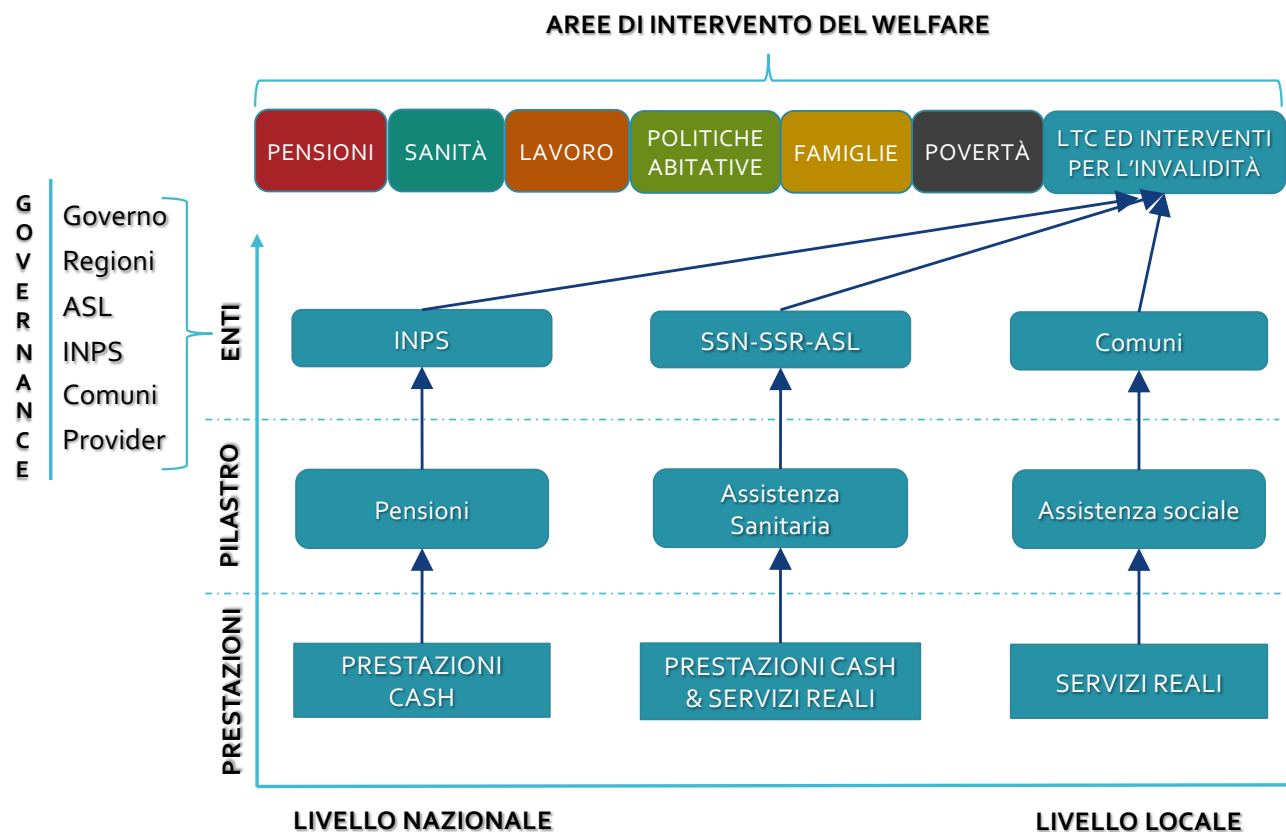 AREE DI INTERVENTO DEL WELFARE
PENSIONI
SANITÀ
LAVORO
POLITICHE
ABITATIVE
FAMIGLIE
POVERTÀ
LTC ED INTERVENTI
PER L'INVALIDITÀ
GOVERNANCE
Governo
Regioni
ASL
INPS
Comuni
Provider
ENTI
INPS
SSN-SSR-ASL
Comuni
PILASTRO
Pensioni
Assistenza
Sanitaria
Assistenza sociale
PRESTAZIONI
PRESTAZIONI
CASH
PRESTAZIONI CASH
& SERVIZI REALI
SERVIZI REALI
LIVELLO NAZIONALE
LIVELLO LOCALE